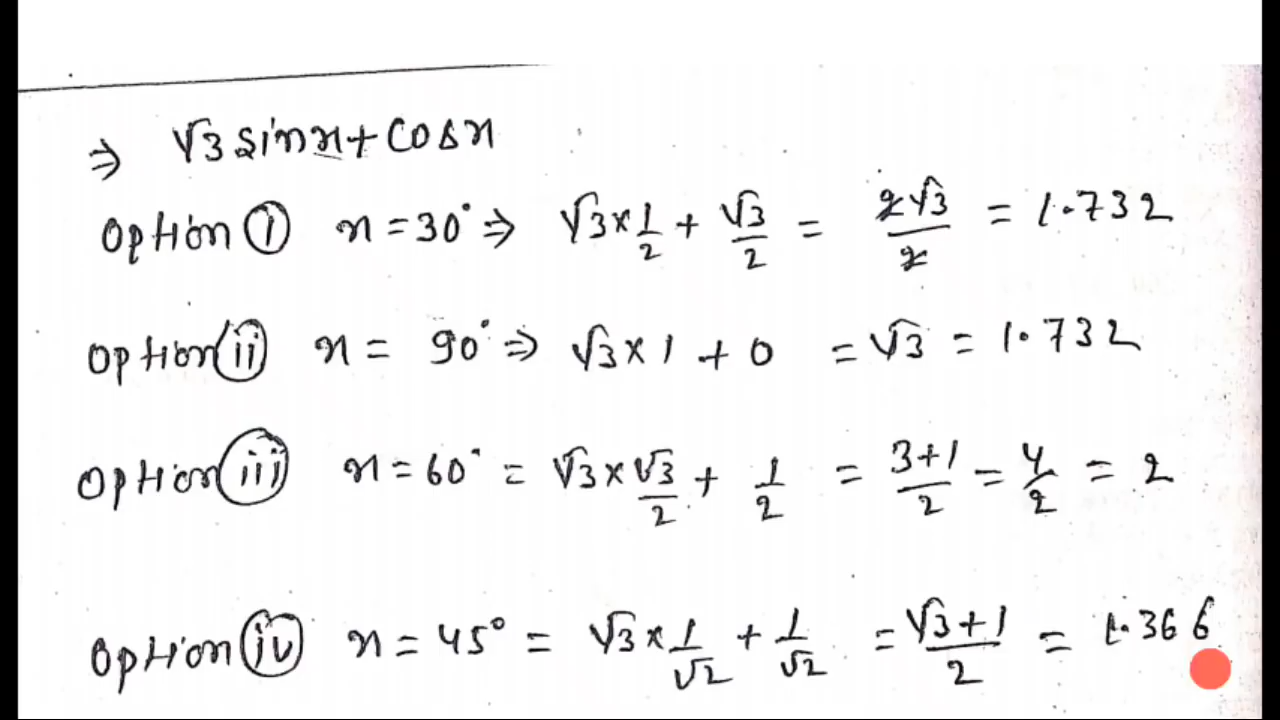 ⇒ √3 sinx + cosx
option (i) x = 30° ⇒ √3 × 1/2 + √3/2 = 2√3/2 = 1.732
option (ii) x = 90° ⇒ √3 × 1 + 0 = √3 = 1.732
option (iii) x = 60° = √3 × √3/2 + 1/2 = 3+1/2 = 4/2 = 2
option (iv) x = 45° = √3 × 1/√2 + 1/√2 = √3+1/2 = 1.366